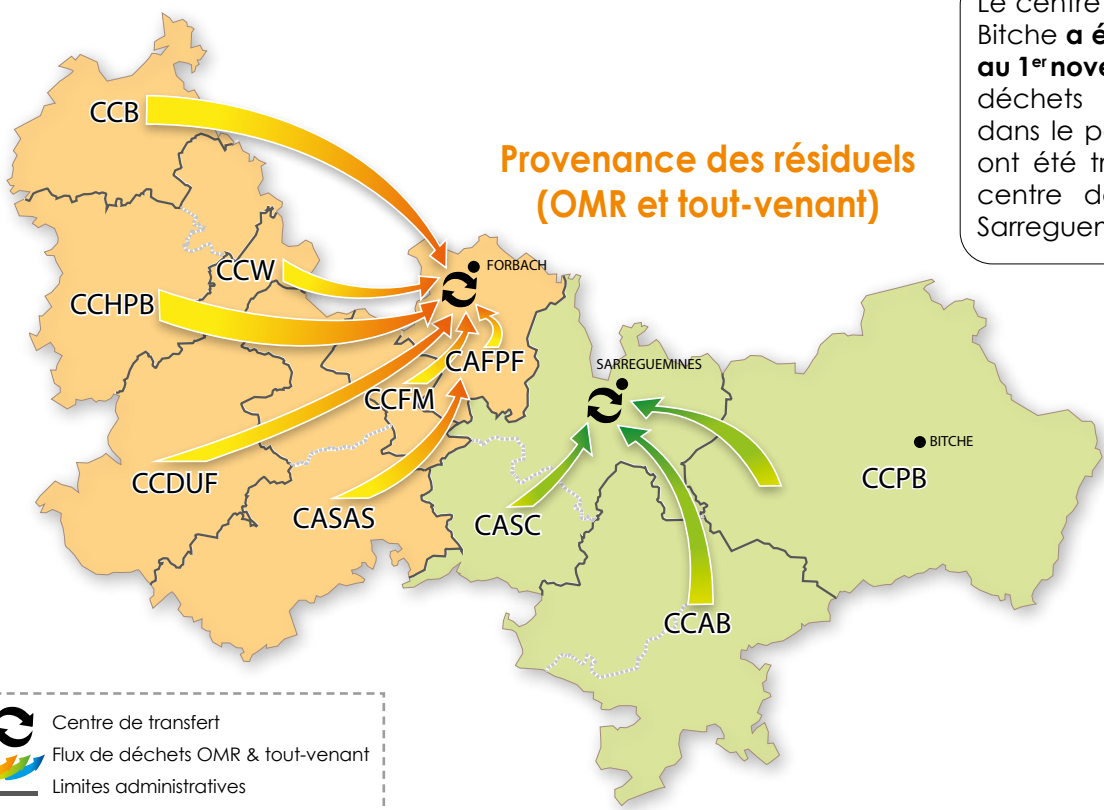 Le centre
Bitche a é
au 1er nove
déchets
dans le p
ont été tr
centre d
Sarreguem
Provenance des résiduels
(OMR et tout-venant)
CCB
CCW
FORBACH
CCHPB
CAFPF
SARREGUEMINES
CCFM
BITCHE
CCDUF
CCPB
CASAS
CASC
CCAB
Centre de transfert
Flux de déchets OMR & tout-venant
Limites administratives